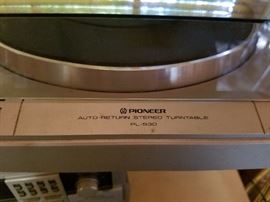 PIONEER
AUTO-RETURN STEREO TURNTABLE
PL-530